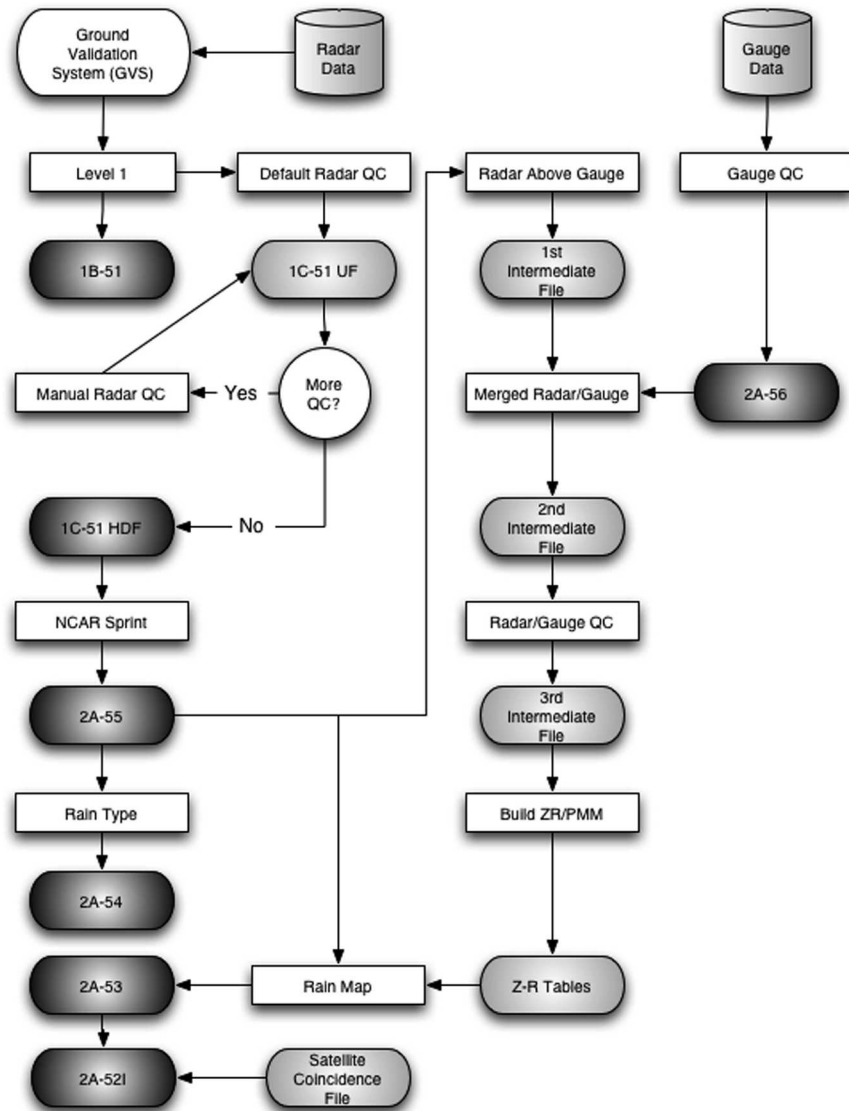 Ground
Validation
System (GVS)
Radar
Data
Gauge
Data
Level 1
Default Radar QC
Radar Above Gauge
Gauge QC
1B-51
1C-51 UF
1st
Intermediate
File
Manual Radar QC
Yes
More
QC?
Merged Radar/Gauge
2A-56
1C-51 HDF
No
2nd
Intermediate
File
NCAR Sprint
Radar/Gauge QC
2A-55
3rd
Intermediate
File
Rain Type
Build ZR/PMM
2A-54
2A-53
Rain Map
Z-R Tables
2A-52I
Satellite
Coincidence
File